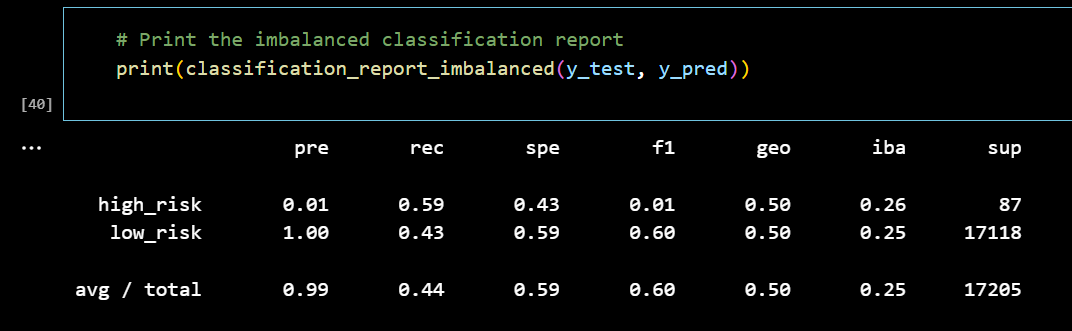 # Print the imbalanced classification report
print(classification_report_imbalanced(y_test, y_pred))
[40]
...
pre rec spe f1 geo iba sup
high_risk 0.01 0.59 0.43 0.01 0.50 0.26 87
low_risk 1.00 0.43 0.59 0.60 0.50 0.25 17118
avg / total 0.99 0.44 0.59 0.60 0.50 0.25 17205